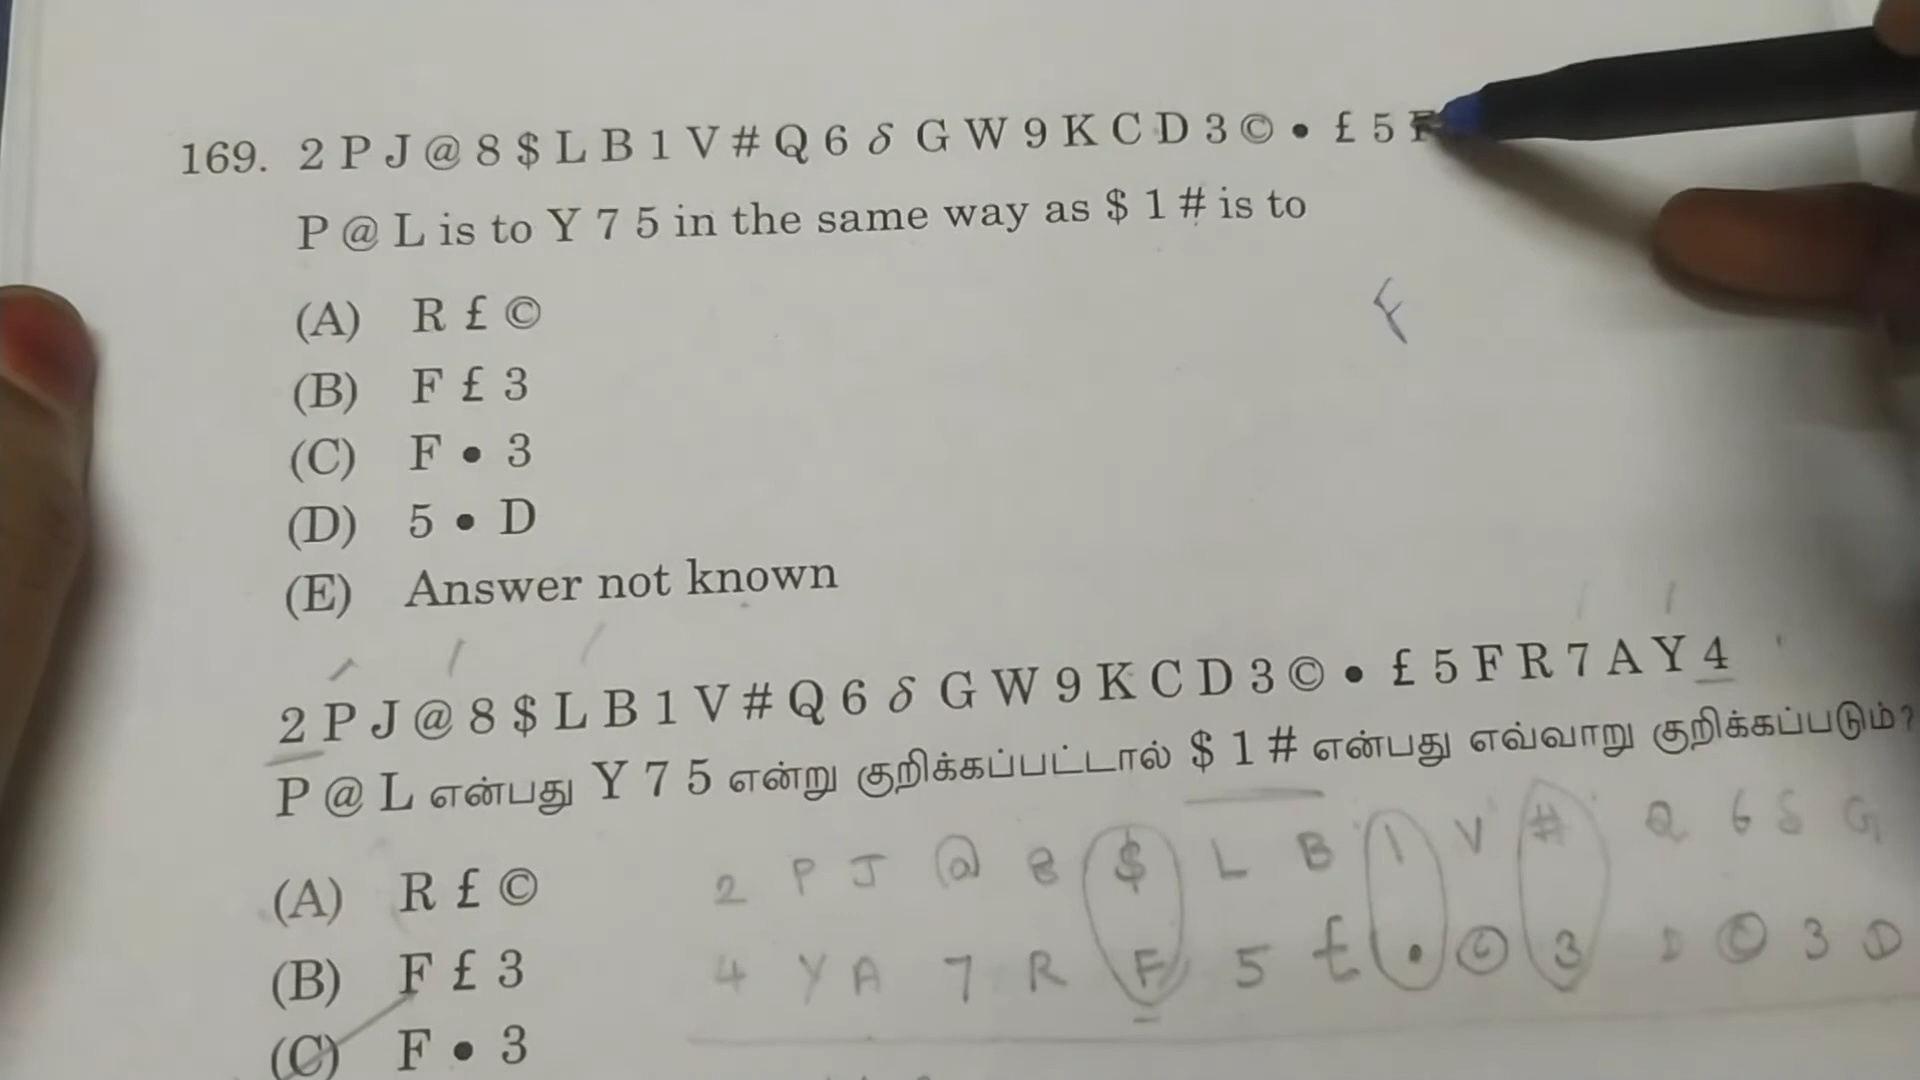 169. 2 P J @ 8 $ L B 1 V # Q 6 δ G W 9 K C D 3 © • £ 5 F
P @ L is to Y 7 5 in the same way as $ 1 # is to
(A) R £ ©
(B) F £ 3
(C) F • 3
(D) 5 • D
(E) Answer not known
F
2 P J @ 8 $ L B 1 V # Q 6 δ G W 9 K C D 3 © • £ 5 F R 7 A Y 4
P @ L என்பது Y 7 5 என்று குறிக்கப்பட்டால் $ 1 # என்பது எவ்வாறு குறிக்கப்படும்?
2 P J @ 8 $ L B 1 V # Q 6 δ G
4 Y A 7 R F 5 £ • © 3 D © 3 D
(A) R £ ©
(B) F £ 3
(C) F • 3